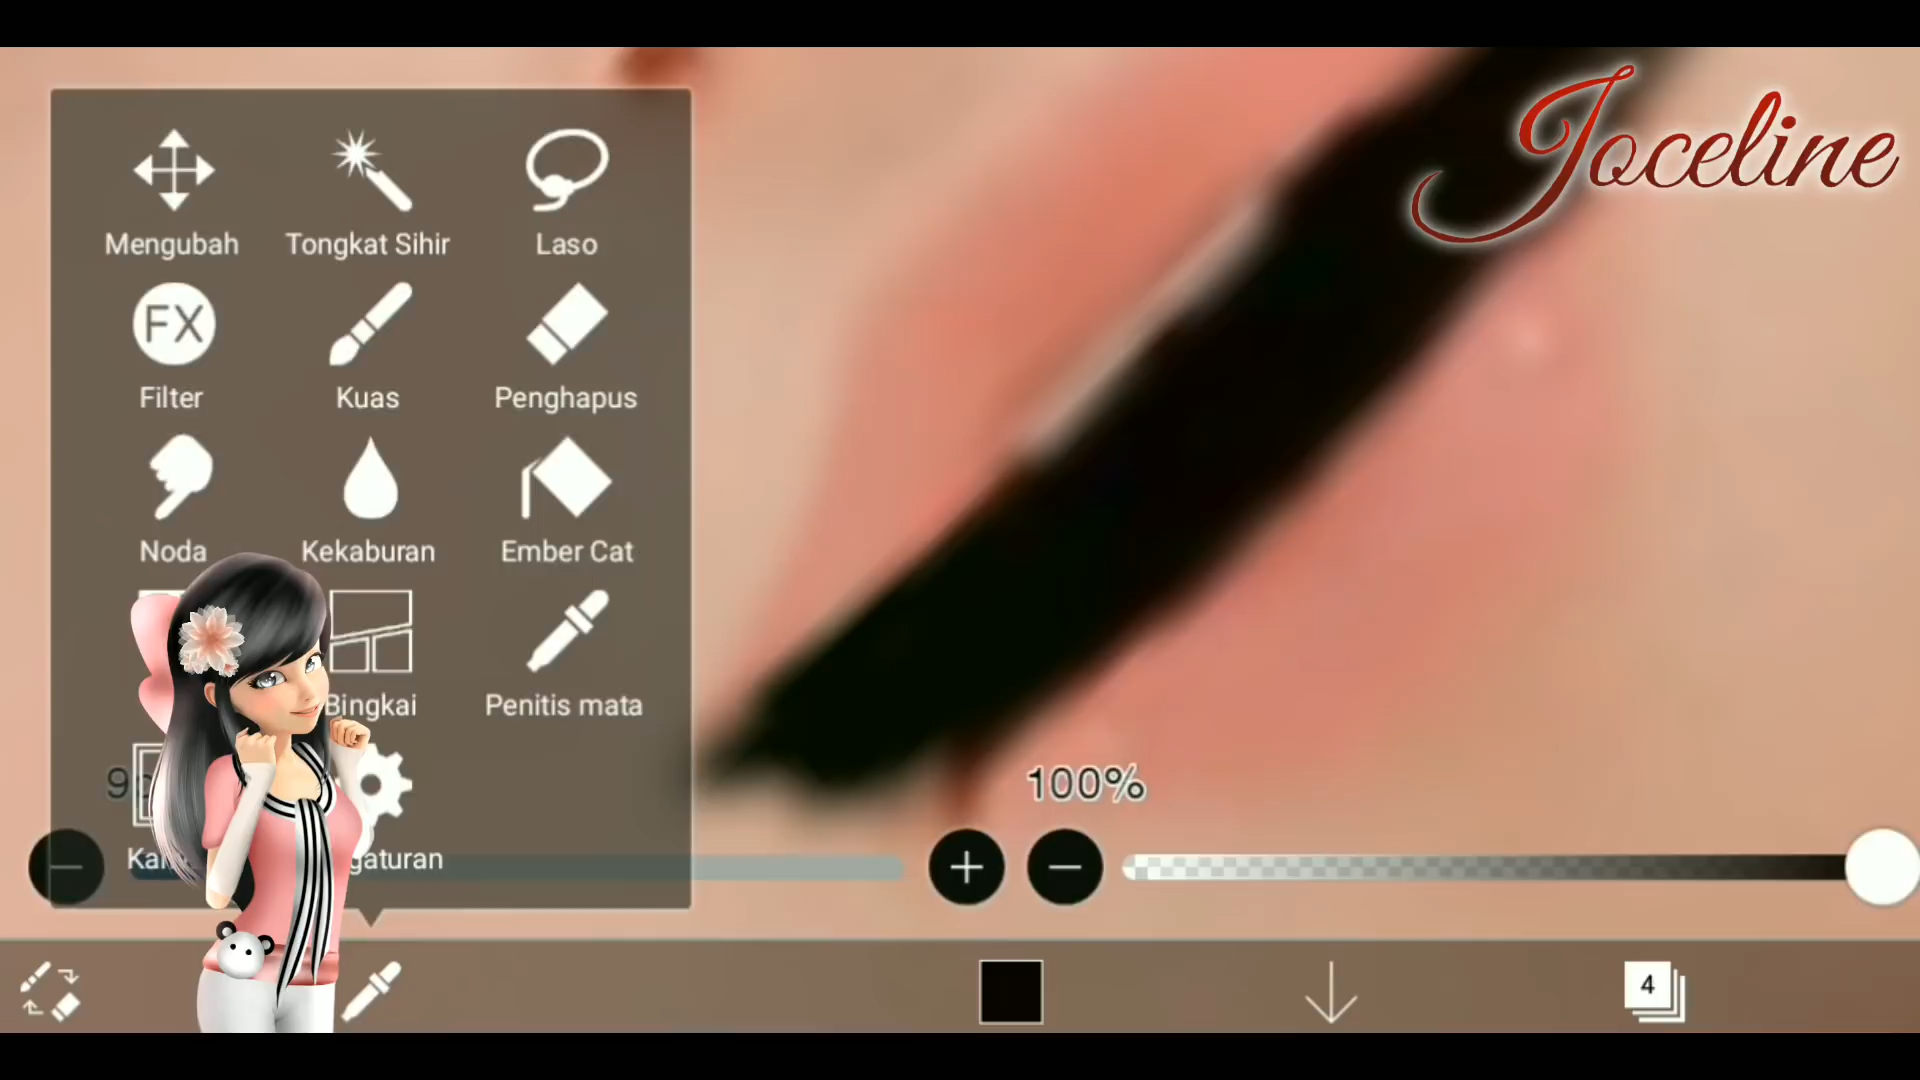 Joceline
Mengubah Tongkat Sihir Laso
FX
Filter Kuas Penghapus
Noda Kekaburan Ember Cat
Bingkai Penitis mata
100%
4